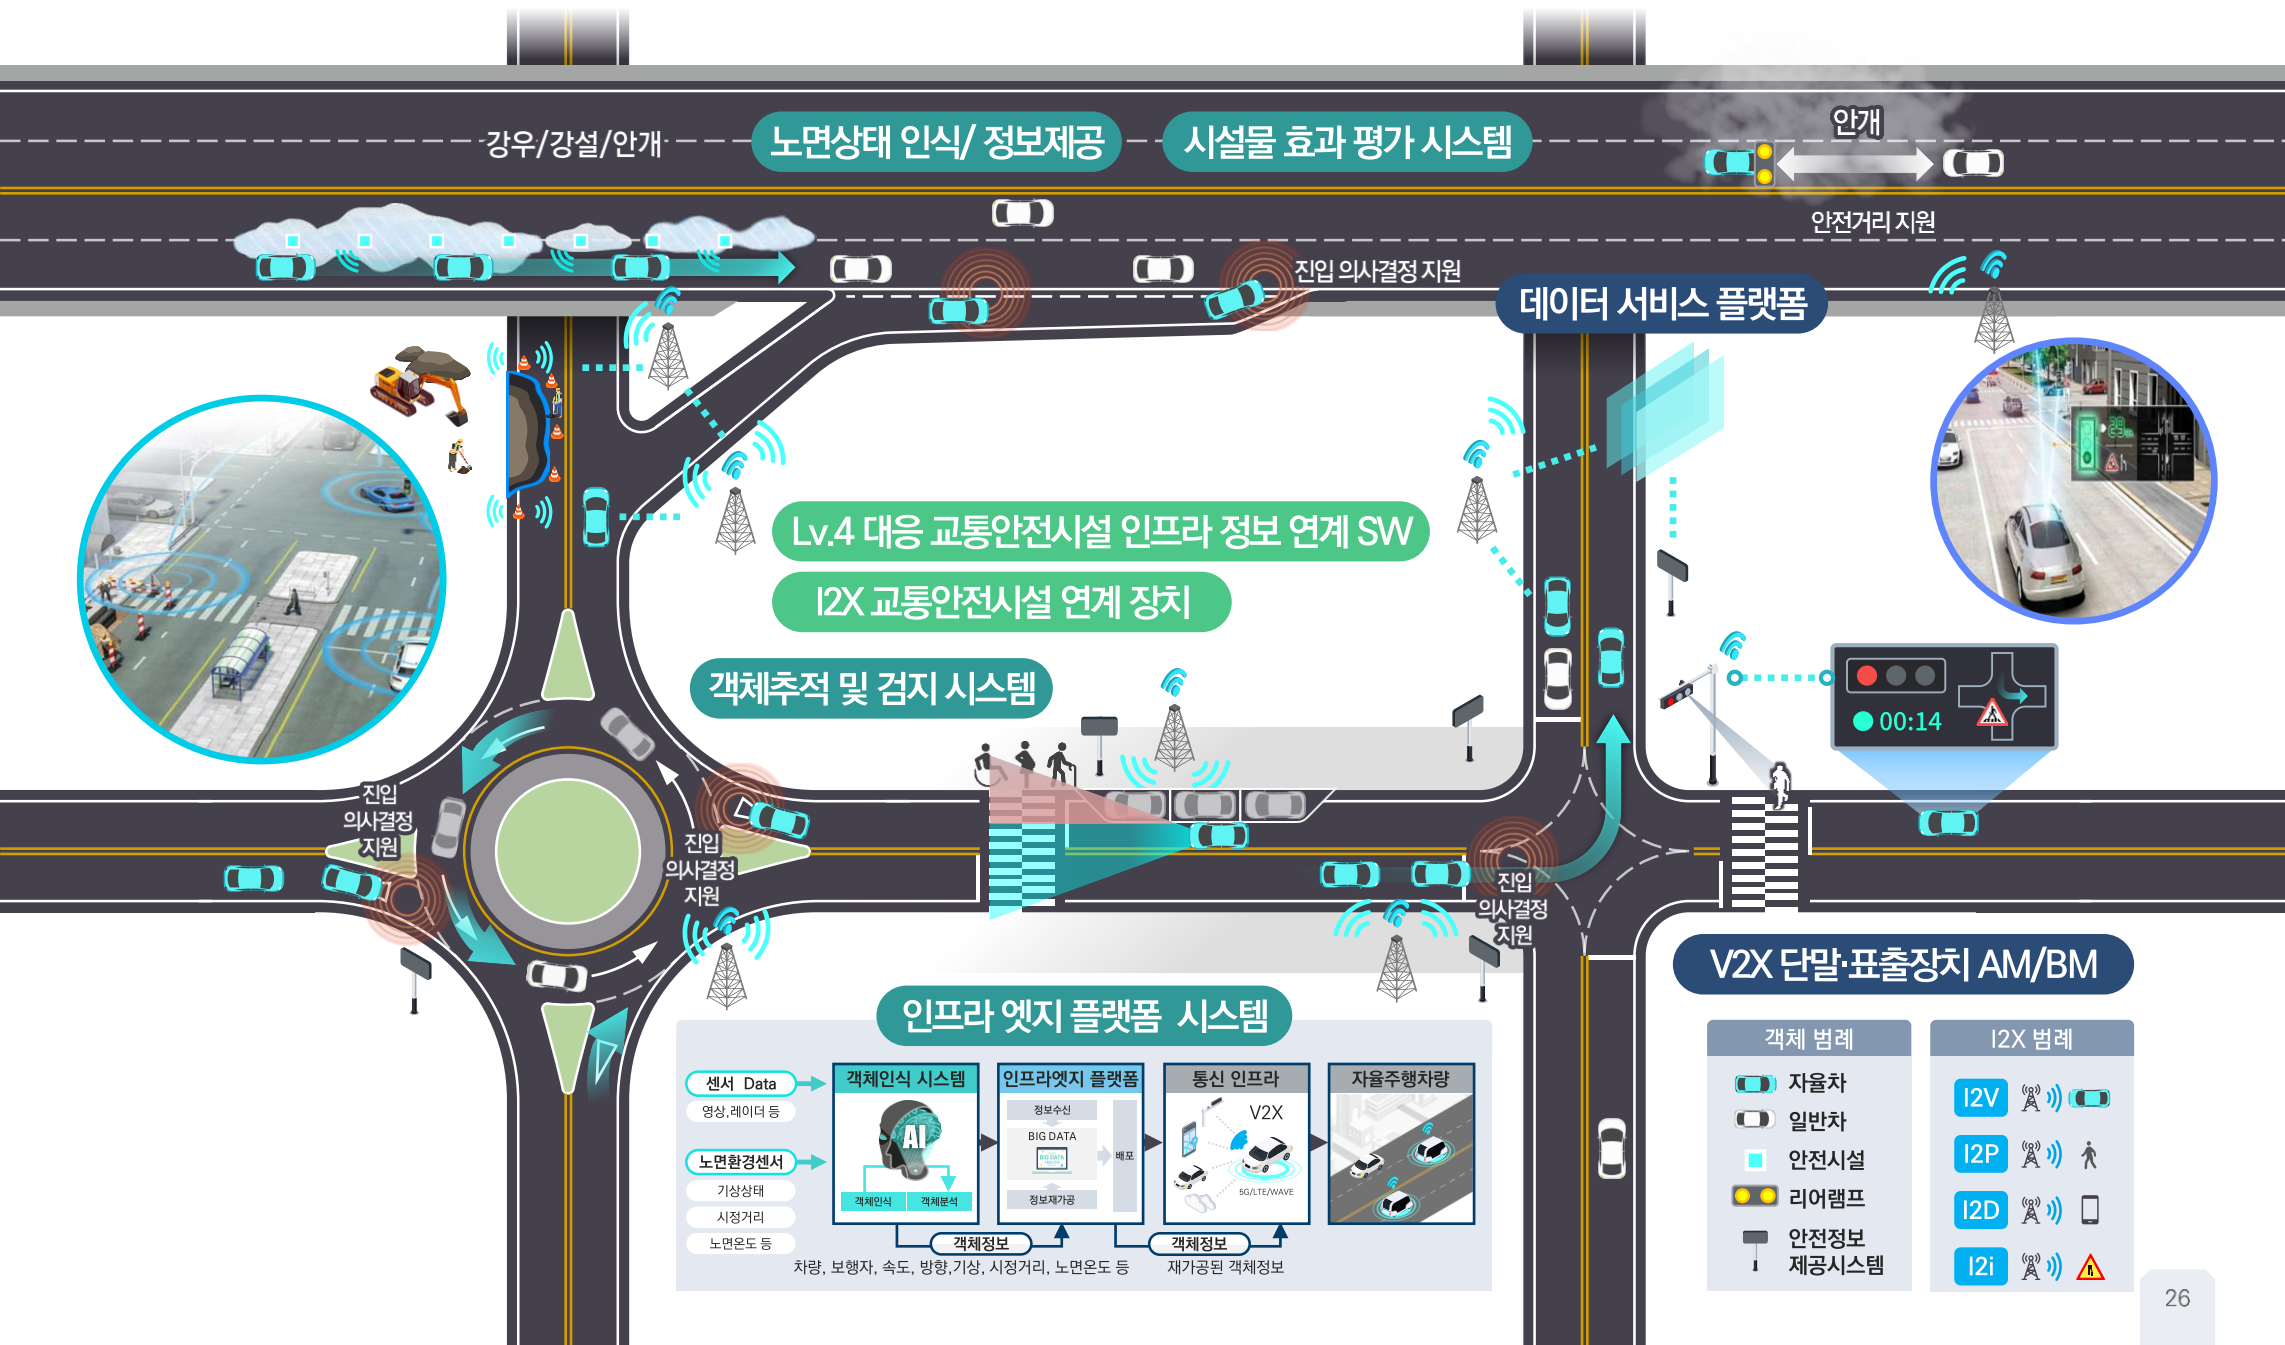 강우/강설/안개
노면상태 인식/ 정보제공
시설물 효과 평가 시스템
안개
안전거리 지원
진입 의사결정 지원
데이터 서비스 플랫폼
Lv.4 대응 교통안전시설 인프라 정보 연계 SW
I2X 교통안전시설 연계 장치
객체추적 및 검지 시스템
00:14
진입
의사결정
지원
진입
의사결정
지원
진입
의사결정
지원
V2X 단말·표출장치 AM/BM
인프라 엣지 플랫폼 시스템
센서 Data
영상,레이더 등
노면환경센서
기상상태
시정거리
노면온도 등
객체인식 시스템
AI
객체인식
객체분석
인프라엣지 플랫폼
정보수신
BIG DATA
BIG DATA
배포
정보재가공
통신 인프라
V2X
5G/LTE/WAVE
자율주행차량
객체정보
객체정보
차량, 보행자, 속도, 방향,기상, 시정거리, 노면온도 등
재가공된 객체정보
객체 범례
자율차
일반차
안전시설
리어램프
안전정보
제공시스템
I2X 범례
I2V
I2P
I2D
I2i
26